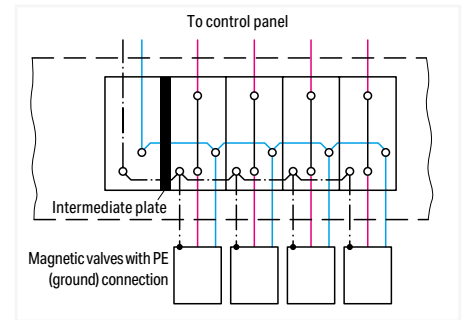 To control panel
Intermediate plate
Magnetic valves with PE
(ground) connection